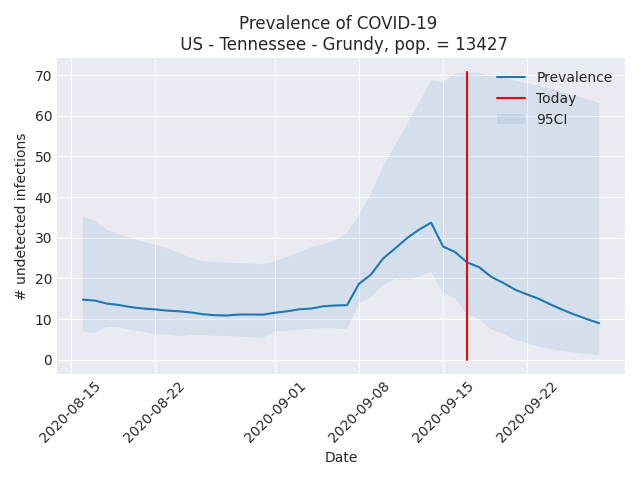 Prevalence of COVID-19
US - Tennessee - Grundy, pop. = 13427
# undetected infections
70
60
50
40
30
20
10
0
Prevalence
Today
95CI
2020-08-15
2020-08-22
2020-09-01
2020-09-08
2020-09-15
2020-09-22
Date